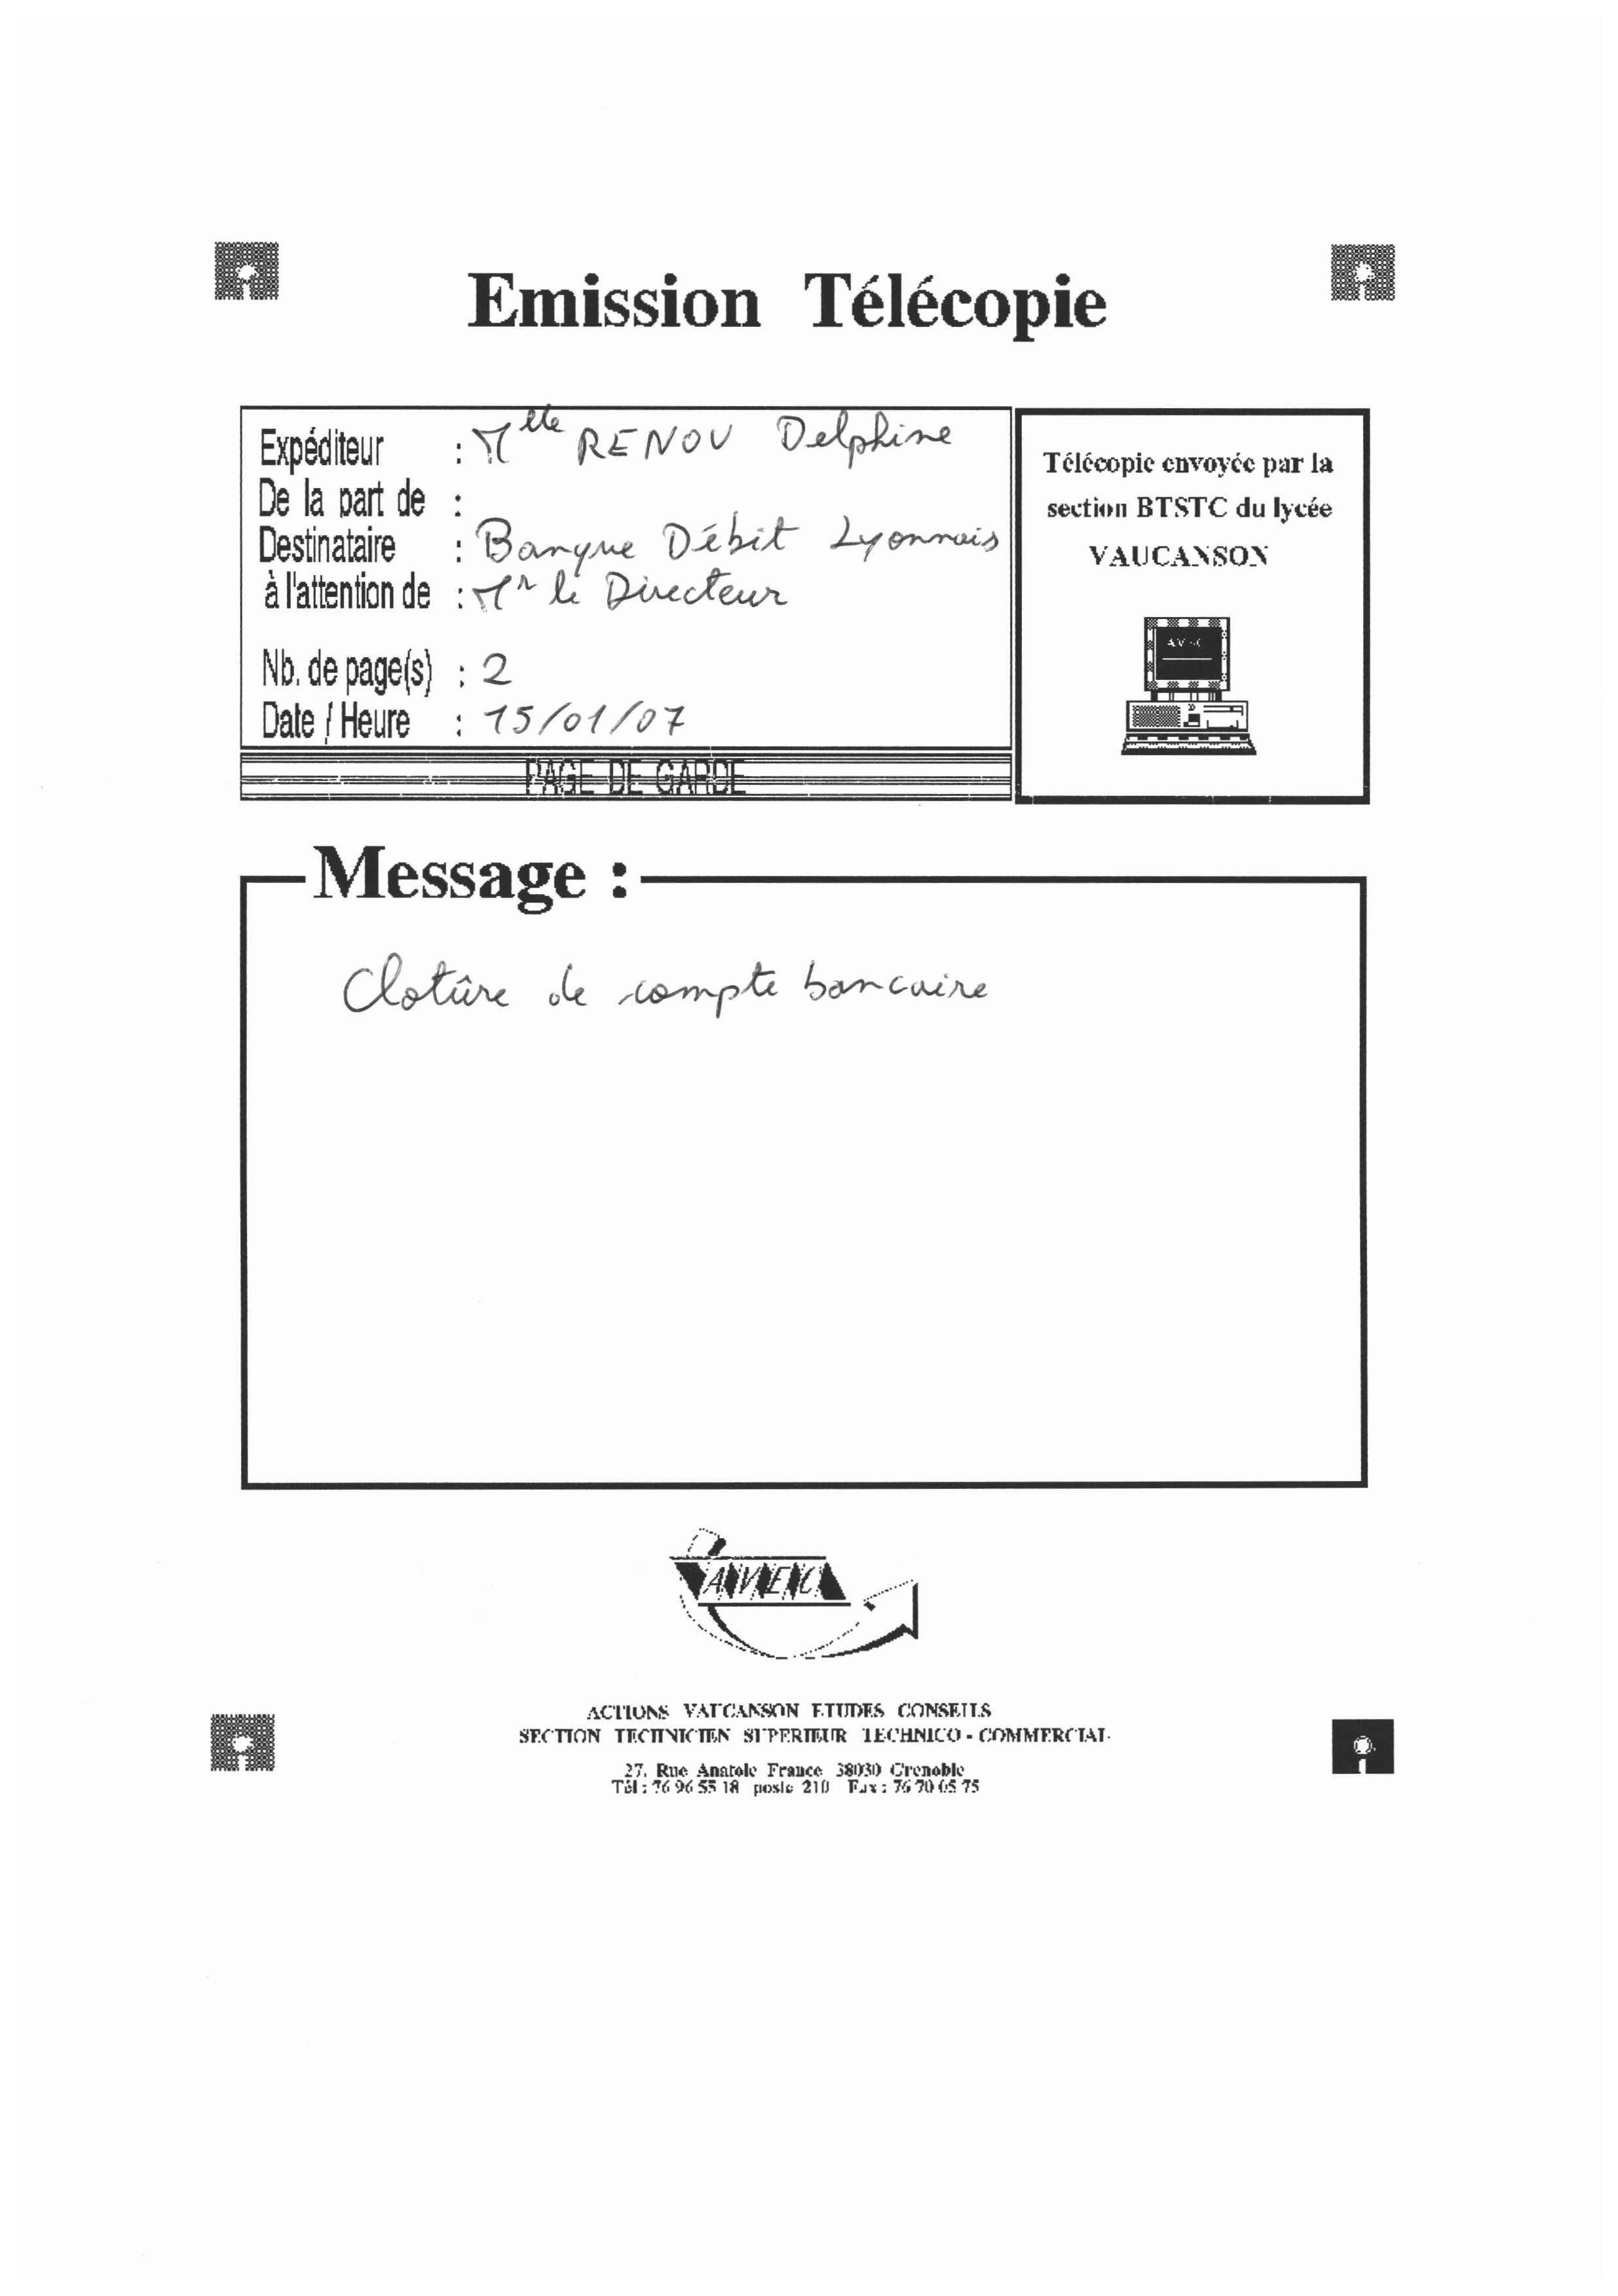 Emission Télécopie
Expéditeur : Mlle RENOV Delphine
De la part de :
Destinataire : Banque Débit Lyonnais
à l'attention de : Mr le Directeur
Nb. de page(s) : 2
Date / Heure : 15/01/07
PAGE DE GARDE
Télécopie envoyée par la
section BTSTC du lycée
VAUCANSON
Message :
Clotûre de compte bancaire
AVEC
ACTIONS VAUCANSON ETUDES CONSEILS
SECTION TECHNICIEN SUPERIEUR TECHNICO - COMMERCIAL
27, Rue Anatole France 38030 Grenoble
Tél : 76 96 55 18 poste 210 Fax : 76 70 65 75